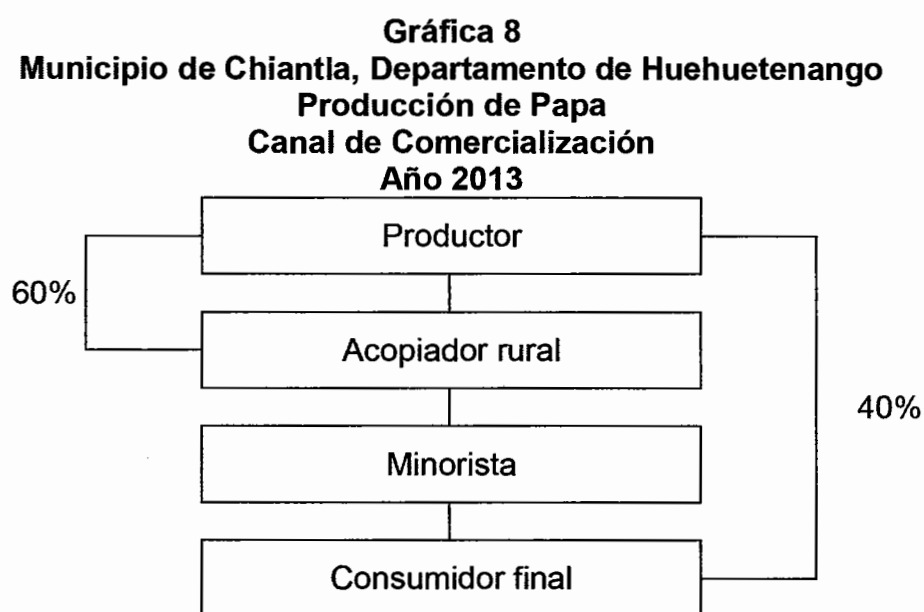 Gráfica 8
Municipio de Chiantla, Departamento de Huehuetenango
Producción de Papa
Canal de Comercialización
Año 2013
Productor
60%
Acopiador rural
40%
Minorista
Consumidor final